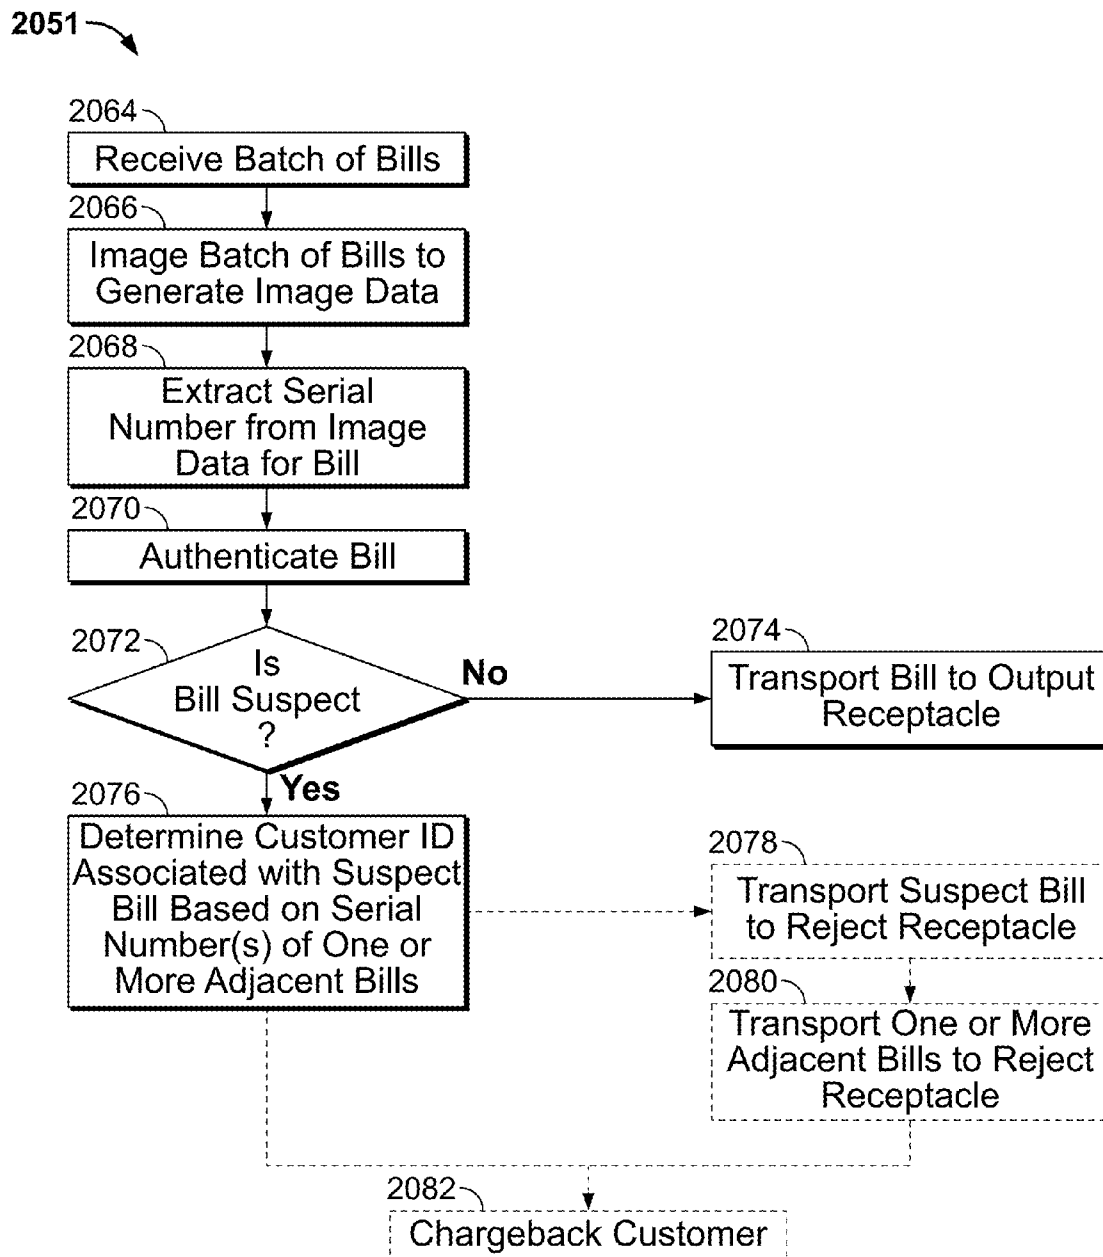 2051
2064
Receive Batch of Bills
2066
Image Batch of Bills to
Generate Image Data
2068
Extract Serial
Number from Image
Data for Bill
2070
Authenticate Bill
2072
Is
Bill Suspect
?
No
2074
Transport Bill to Output
Receptacle
Yes
2076
Determine Customer ID
Associated with Suspect
Bill Based on Serial
Number(s) of One or
More Adjacent Bills
2078
Transport Suspect Bill
to Reject Receptacle
2080
Transport One or More
Adjacent Bills to Reject
Receptacle
2082
Chargeback Customer